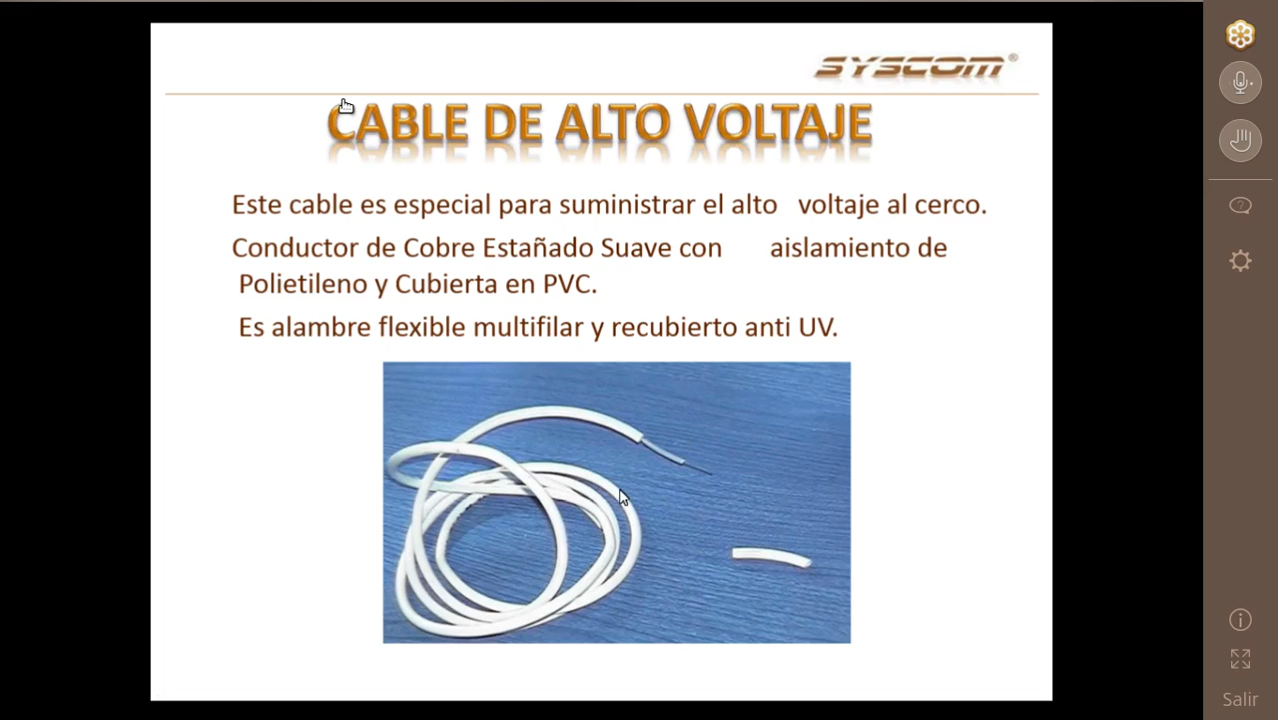 SYSCOM®
CABLE DE ALTO VOLTAJE
Este cable es especial para suministrar el alto voltaje al cerco.
Conductor de Cobre Estañado Suave con aislamiento de
Polietileno y Cubierta en PVC.
Es alambre flexible multifilar y recubierto anti UV.
Salir